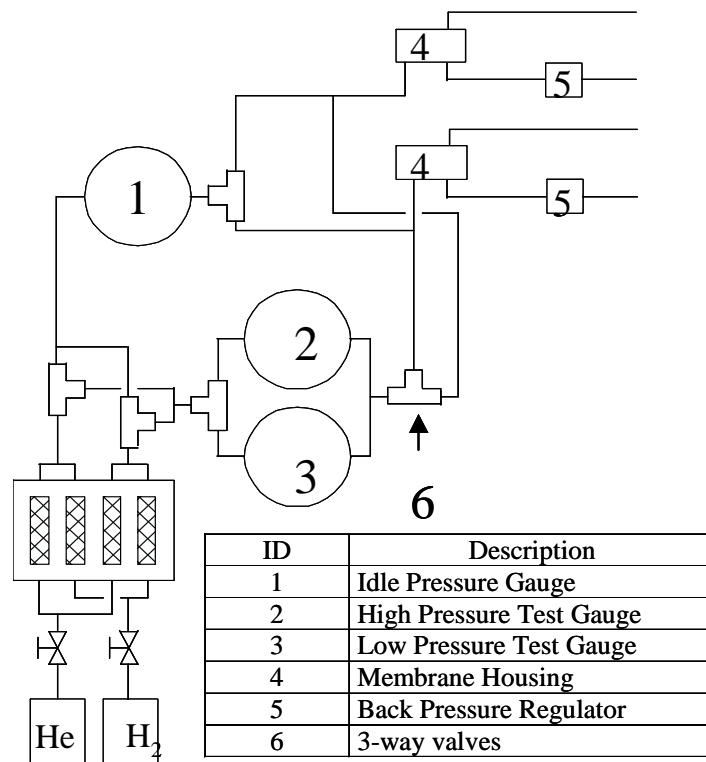 4
5
4
5
1
2
3
6
ID Description
1 Idle Pressure Gauge
2 High Pressure Test Gauge
3 Low Pressure Test Gauge
4 Membrane Housing
5 Back Pressure Regulator
6 3-way valves
He H2